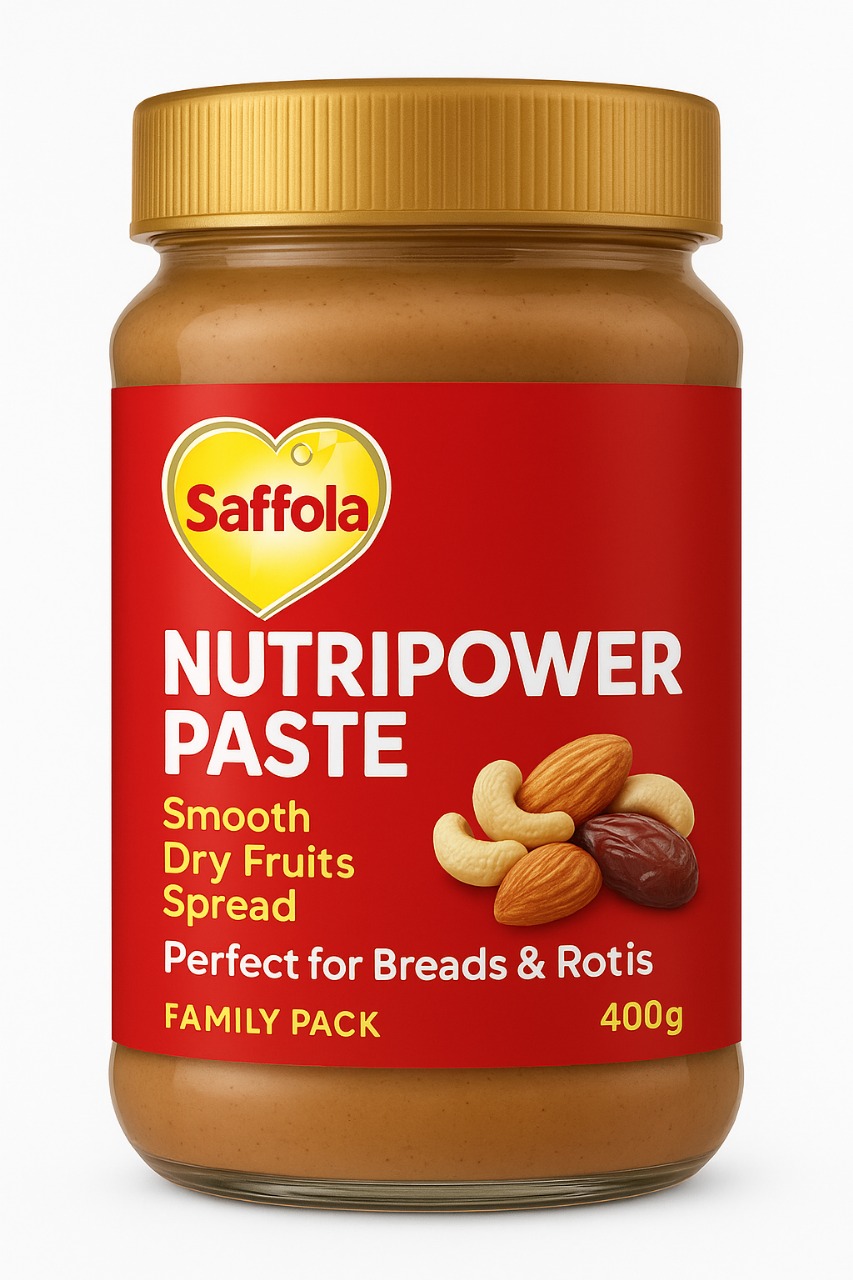 Saffola
NUTRIPOWER
PASTE
Smooth
Dry Fruits
Spread
Perfect for Breads & Rotis
FAMILY PACK 400g